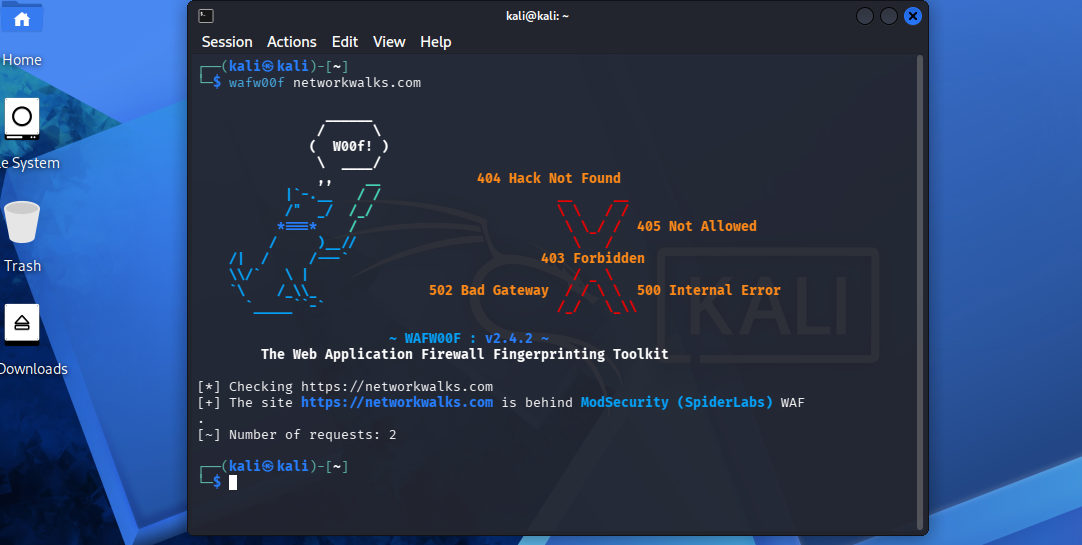 kali@kali: ~
Session Actions Edit View Help
Home
e System
Trash
Downloads
┌──(kali㉿kali)-[~]
└─$ wafw00f networkwalks.com
( W00f! )
404 Hack Not Found
405 Not Allowed
403 Forbidden
502 Bad Gateway 500 Internal Error
~ WAFW00F : v2.4.2 ~
The Web Application Firewall Fingerprinting Toolkit
[*] Checking https://networkwalks.com
[+] The site https://networkwalks.com is behind ModSecurity (SpiderLabs) WAF
.
[~] Number of requests: 2
┌──(kali㉿kali)-[~]
└─$
KALI